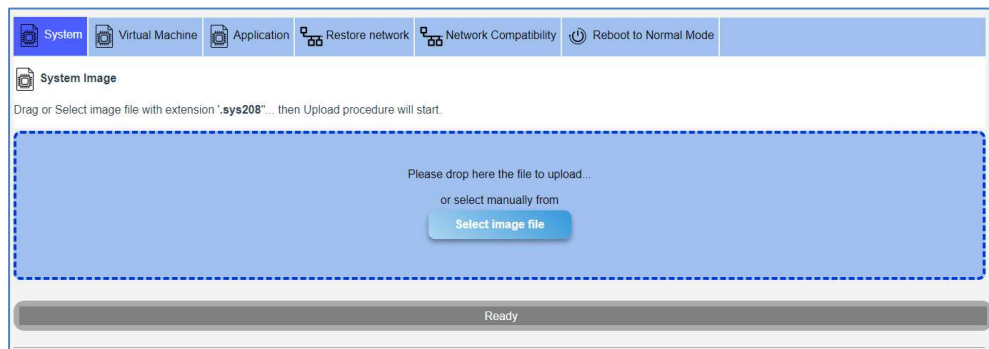 System Virtual Machine Application Restore network Network Compatibility Reboot to Normal Mode
System Image
Drag or Select image file with extension '.sys208"... then Upload procedure will start.
Please drop here the file to upload...
or select manually from
Select image file
Ready